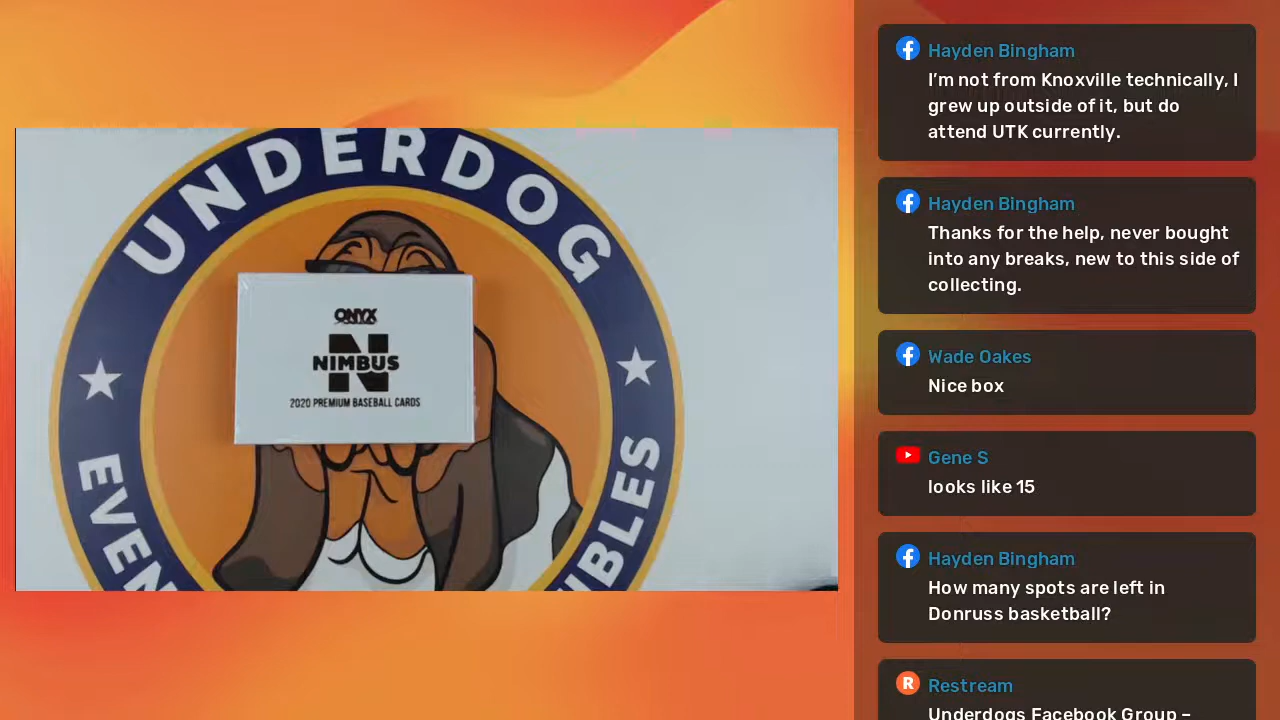 UNDERDOG
ONYX
NIMBUS
2020 PREMIUM BASEBALL CARDS
Hayden Bingham
I’m not from Knoxville technically, I
grew up outside of it, but do
attend UTK currently.
Hayden Bingham
Thanks for the help, never bought
into any breaks, new to this side of
collecting.
Wade Oakes
Nice box
Gene S
looks like 15
Hayden Bingham
How many spots are left in
Donruss basketball?
Restream
Underdogs Facebook Group –